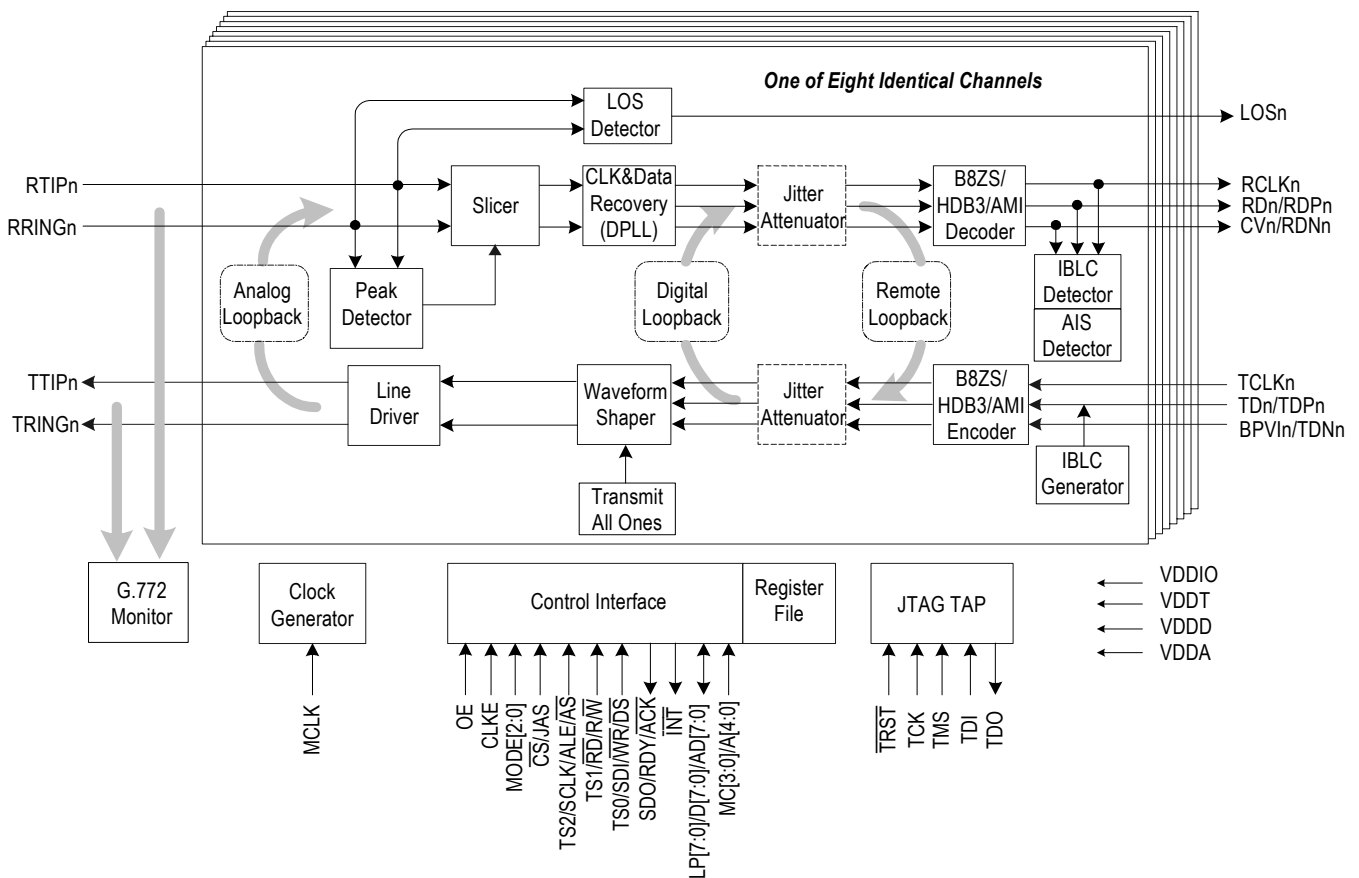 One of Eight Identical Channels
LOS
Detector
LOSn
RTIPn
RRINGn
Slicer
CLK&Data
Recovery
(DPLL)
Jitter
Attenuator
B8ZS/
HDB3/AMI
Decoder
RCLKn
RDn/RDPn
CVn/RDNn
Analog
Loopback
Peak
Detector
Digital
Loopback
Remote
Loopback
IBLC
Detector
AIS
Detector
TTIPn
TRINGn
Line
Driver
Waveform
Shaper
Jitter
Attenuator
B8ZS/
HDB3/AMI
Encoder
TCLKn
TDn/TDPn
BPVIn/TDNn
Transmit
All Ones
IBLC
Generator
G.772
Monitor
Clock
Generator
Control Interface
Register
File
JTAG TAP
VDDIO
VDDT
VDDD
VDDA
MCLK
OE
CLKE
MODE[2:0]
CS/JAS
TS2/SCLK/ALE/AS
TS1/RD/R/W
TS0/SDI/WR/DS
SDO/RDY/ACK
INT
LP[7:0]/D[7:0]/AD[7:0]
MC[3:0]/A[4:0]
TRST
TCK
TMS
TDI
TDO